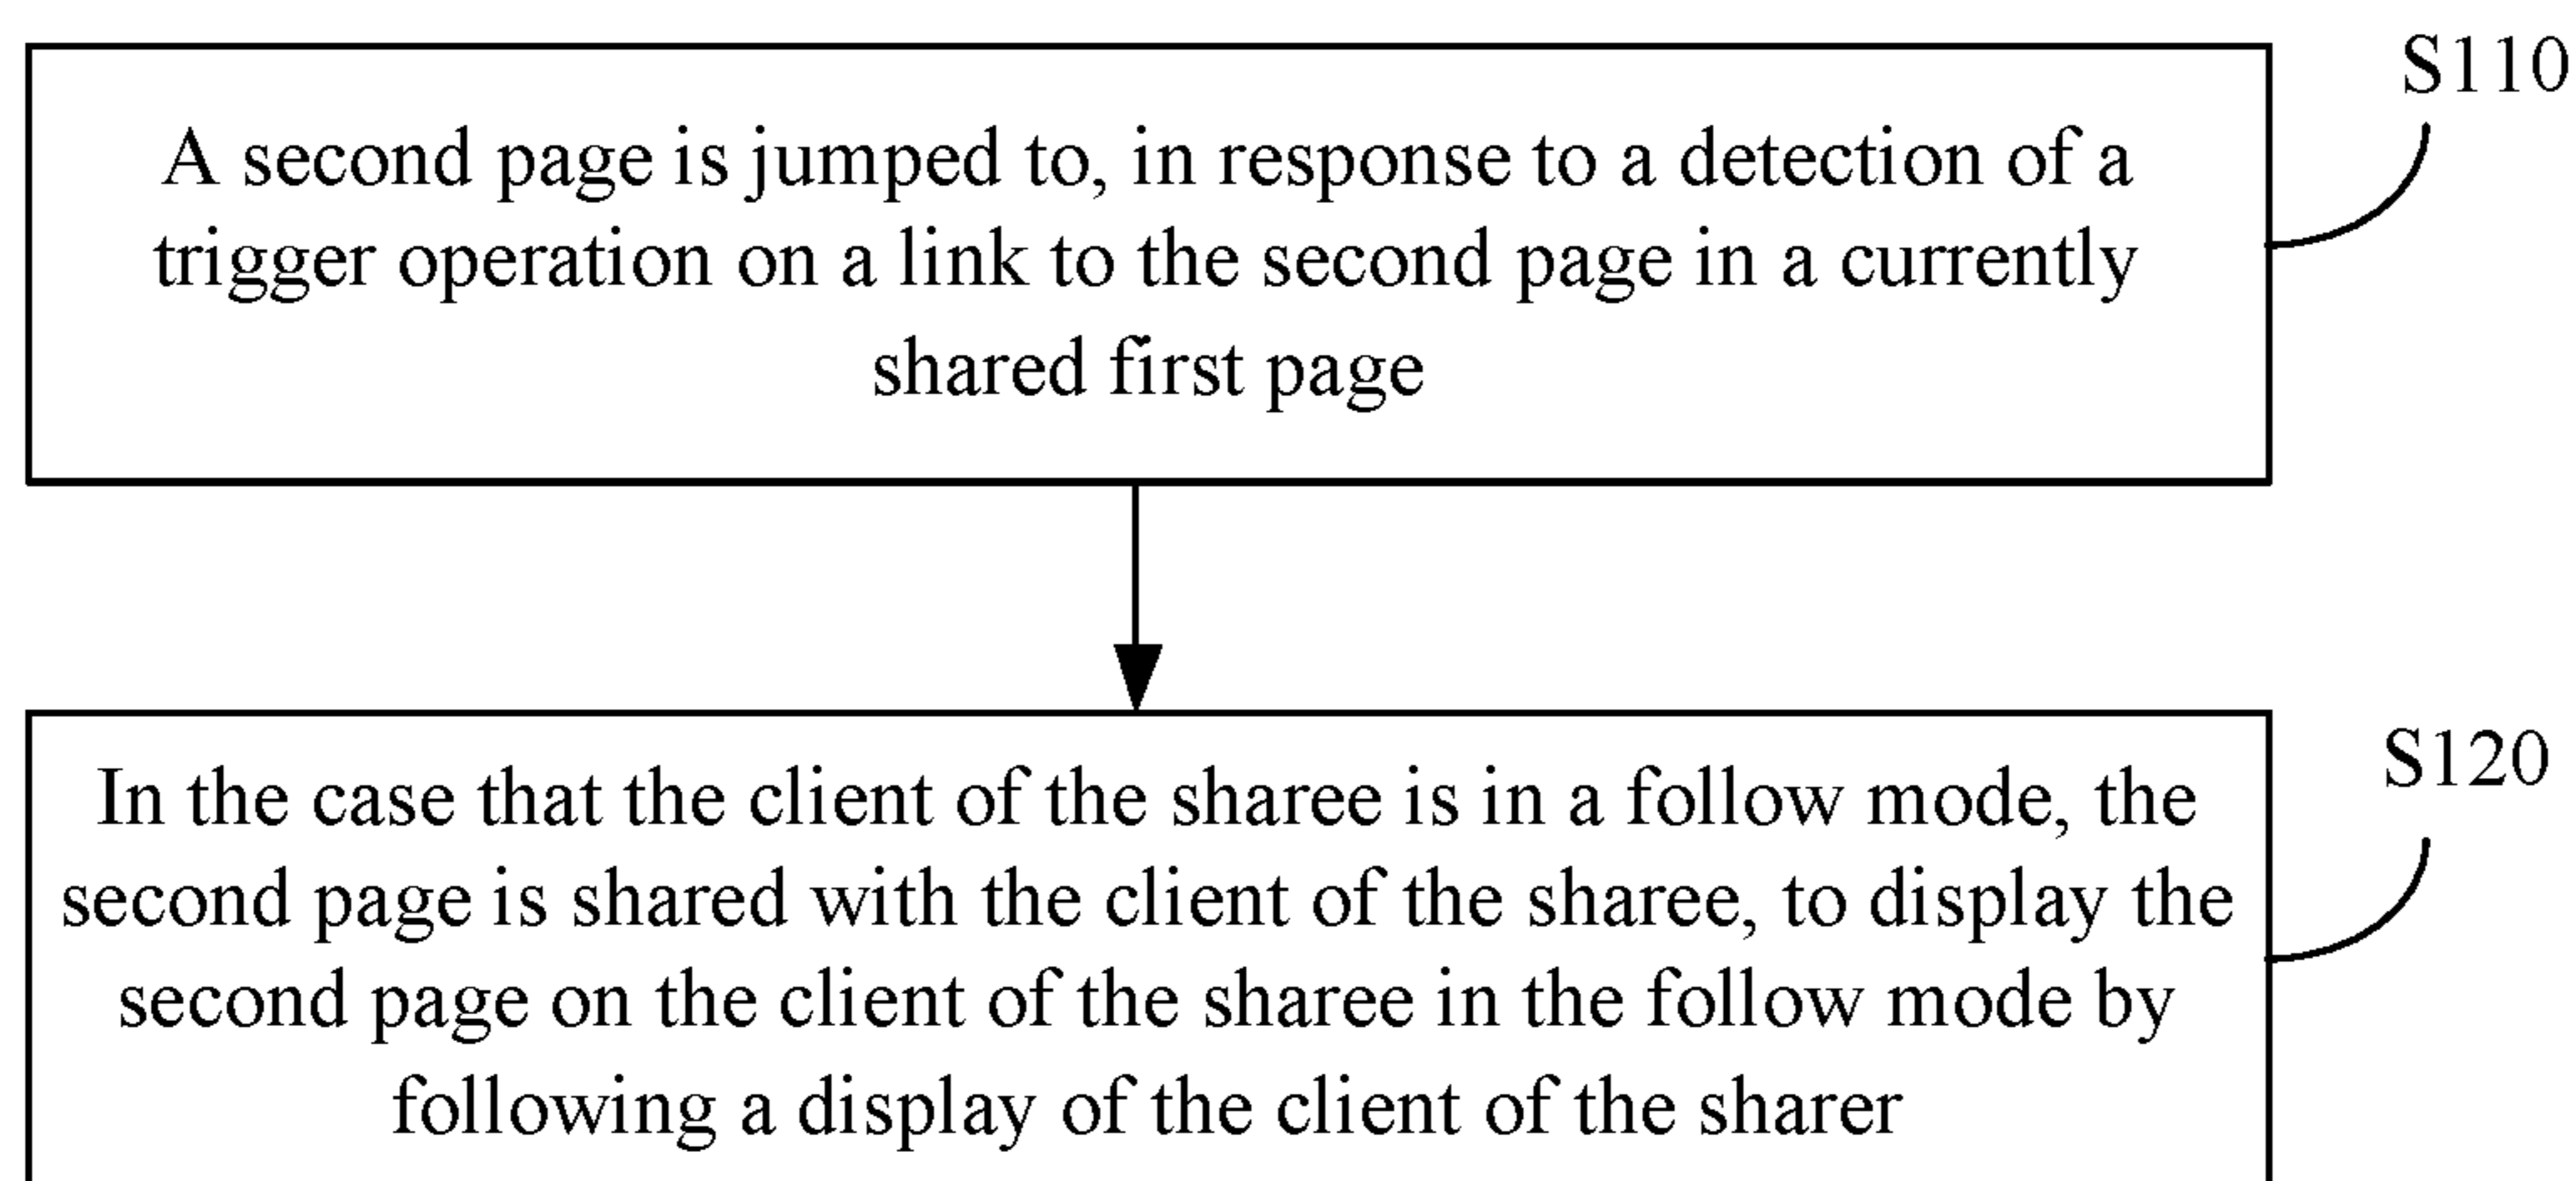 S110
A second page is jumped to, in response to a detection of a
trigger operation on a link to the second page in a currently
shared first page
S120
In the case that the client of the sharee is in a follow mode, the
second page is shared with the client of the sharee, to display the
second page on the client of the sharee in the follow mode by
following a display of the client of the sharer